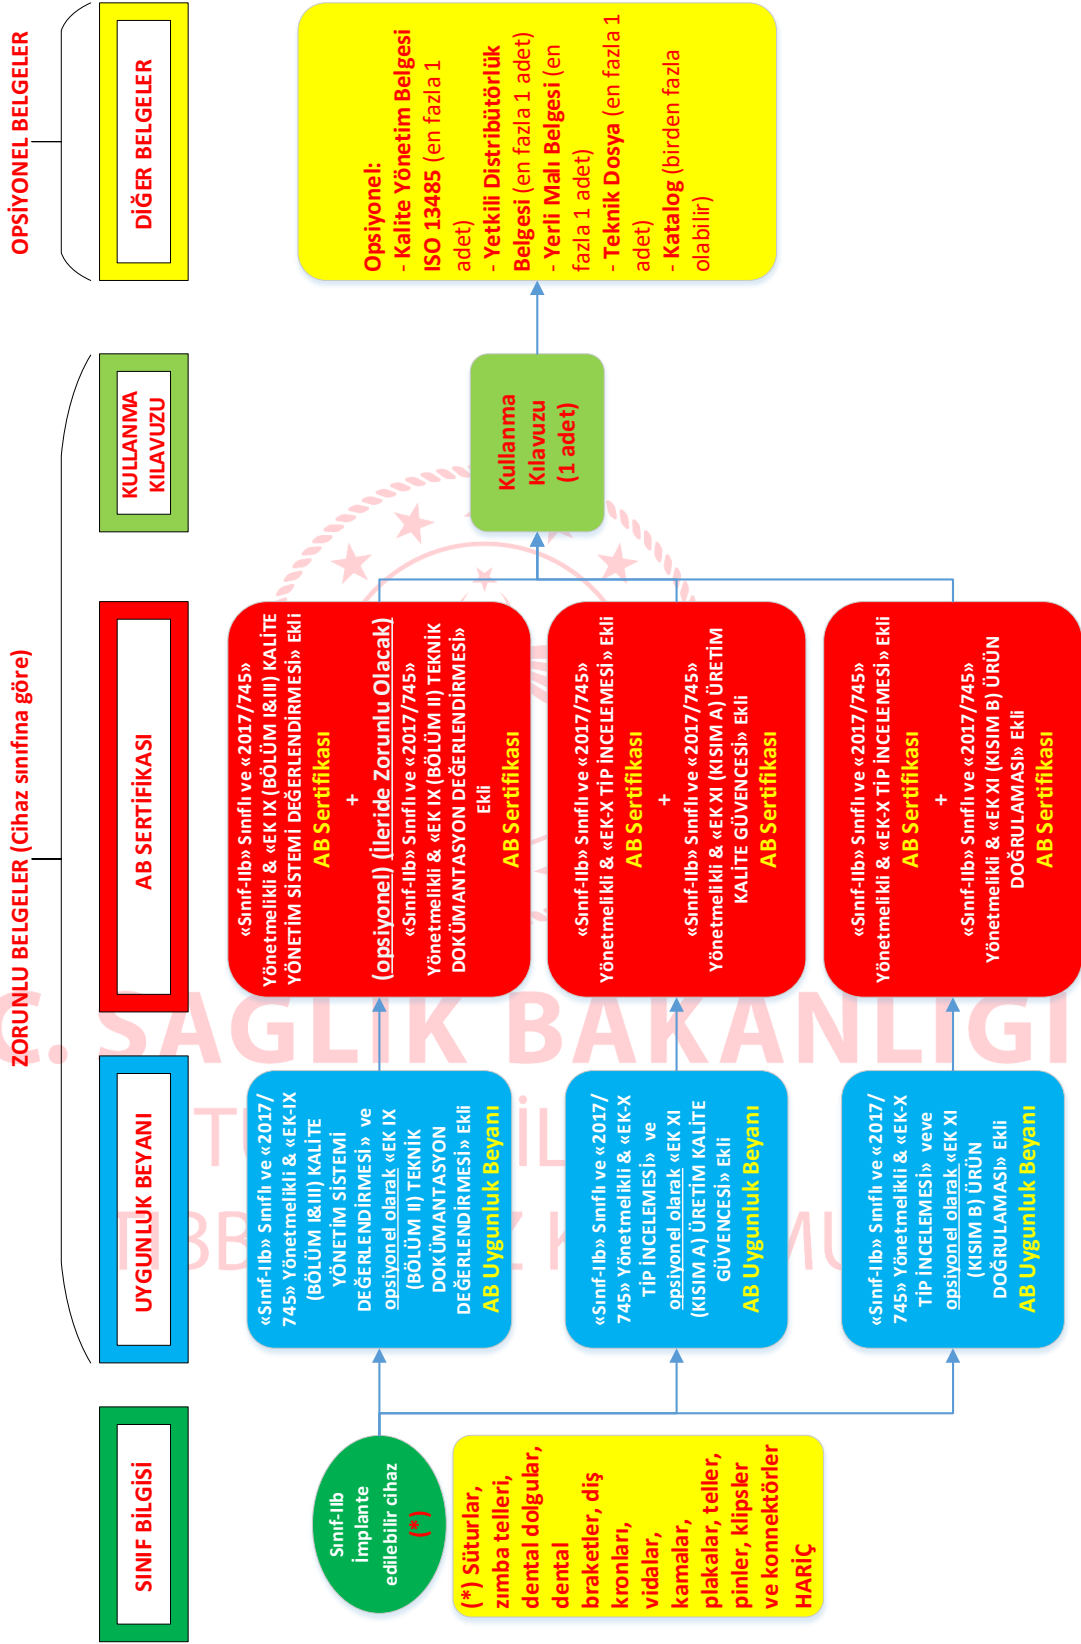 ZORUNLU BELGELER (Cihaz sınıfına göre)
OPSİYONEL BELGELER
SINIF BİLGİSİ
UYGUNLUK BEYANI
AB SERTİFİKASI
KULLANMA
KILAVUZU
DİĞER BELGELER
Sınıf-IIb
implante
edilebilir cihaz
(*)
(*) Süturlar,
zımba telleri,
dental dolgular,
dental
braketler, diş
kronları,
vidalar,
kamalar,
plakalar, teller,
pinler, klipsler
ve konnektörler
HARİÇ
«Sınıf-IIb» Sınıflı ve «2017/
745» Yönetmelikli & «EK-IX
(BÖLÜM I&III) KALİTE
YÖNETİM SİSTEMİ
DEĞERLENDİRMESİ» ve
opsiyonel olarak «EK IX
(BÖLÜM II) TEKNİK
DOKÜMANTASYON
DEĞERLENDİRMESİ» Ekli
AB Uygunluk Beyanı
«Sınıf-IIb» Sınıflı ve «2017/
745» Yönetmelikli & «EK-X
TİP İNCELEMESİ» ve
opsiyonel olarak «EK XI
(KISIM A) ÜRETİM KALİTE
GÜVENCESİ» Ekli
AB Uygunluk Beyanı
«Sınıf-IIb» Sınıflı ve «2017/
745» Yönetmelikli & «EK-X
TİP İNCELEMESİ» veve
opsiyonel olarak «EK XI
(KISIM B) ÜRÜN
DOĞRULAMASI» Ekli
AB Uygunluk Beyanı
«Sınıf-IIb» Sınıflı ve «2017/745»
Yönetmelikli & «EK IX (BÖLÜM I&III) KALİTE
YÖNETİM SİSTEMİ DEĞERLENDİRMESİ» Ekli
AB Sertifikası
+
(opsiyonel) (İleride Zorunlu Olacak)
«Sınıf-IIb» Sınıflı ve «2017/745»
Yönetmelikli & «EK IX (BÖLÜM II) TEKNİK
DOKÜMANTASYON DEĞERLENDİRMESİ»
Ekli
AB Sertifikası
«Sınıf-IIb» Sınıflı ve «2017/745»
Yönetmelikli & «EK-X TİP İNCELEMESİ» Ekli
AB Sertifikası
+
«Sınıf-IIb» Sınıflı ve «2017/745»
Yönetmelikli & «EK XI (KISIM A) ÜRETİM
KALİTE GÜVENCESİ» Ekli
AB Sertifikası
«Sınıf-IIb» Sınıflı ve «2017/745»
Yönetmelikli & «EK-X TİP İNCELEMESİ» Ekli
AB Sertifikası
+
«Sınıf-IIb» Sınıflı ve «2017/745»
Yönetmelikli & «EK XI (KISIM B) ÜRÜN
DOĞRULAMASI» Ekli
AB Sertifikası
Kullanma
Kılavuzu
(1 adet)
Opsiyonel:
- Kalite Yönetim Belgesi
ISO 13485 (en fazla 1
adet)
- Yetkili Distribütörlük
Belgesi (en fazla 1 adet)
- Yerli Malı Belgesi (en
fazla 1 adet)
- Teknik Dosya (en fazla 1
adet)
- Katalog (birden fazla
olabilir)
C. SAĞLIK BAKANLIĞI